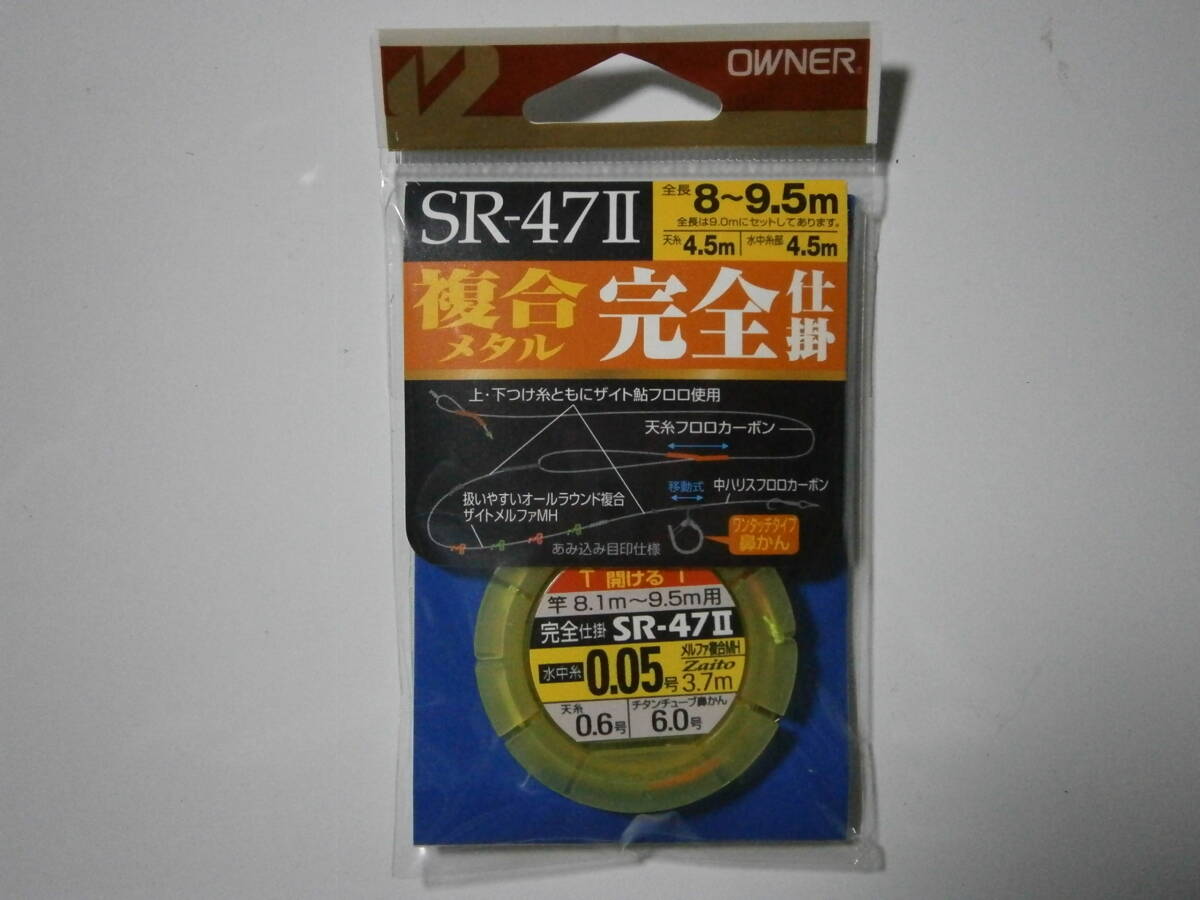 OWNER
SR-47II
全長 8～9.5m
全長は9.0mにセットしてあります。
天糸 4.5m 水中糸部 4.5m
複合メタル 完全仕掛
上・下つけ糸ともにザイト鮎フロロ使用
天糸フロロカーボン
移動式 中ハリスフロロカーボン
扱いやすいオールラウンド複合
ザイトメルファMH
ワンタッチタイプ
鼻かん
あみ込み目印仕様
開ける
竿 8.1m～9.5m用
完全仕掛 SR-47II
水中糸 0.05号 メルファ複合MH
Zaito
3.7m
天糸 0.6号 チタンチューブ鼻かん 6.0号